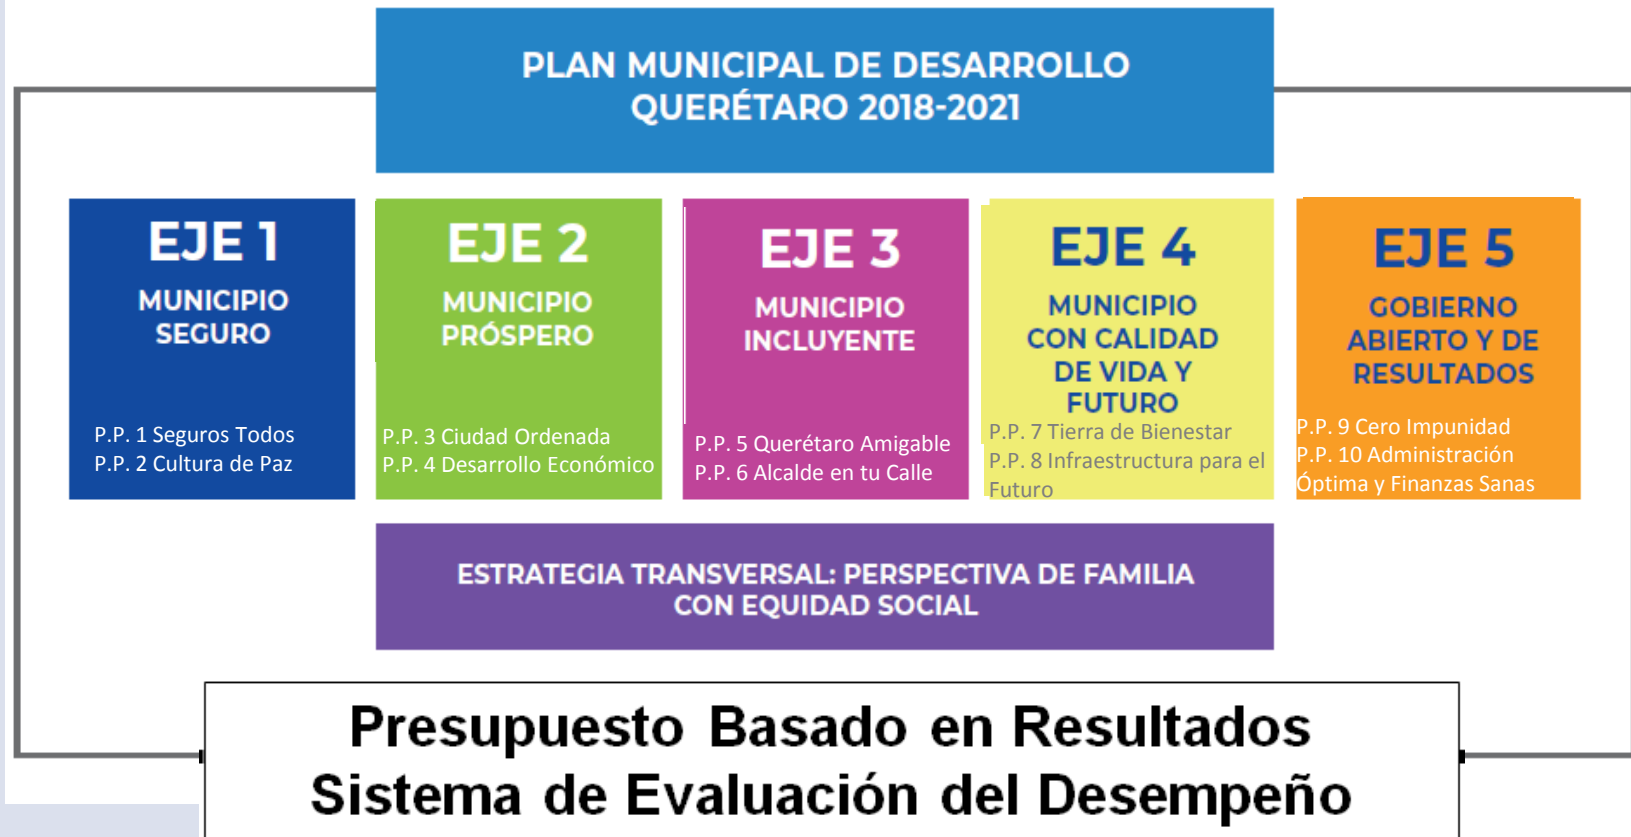 PLAN MUNICIPAL DE DESARROLLO
QUERÉTARO 2018-2021
EJE 1
MUNICIPIO
SEGURO
P.P. 1 Seguros Todos
P.P. 2 Cultura de Paz
EJE 2
MUNICIPIO
PRÓSPERO
P.P. 3 Ciudad Ordenada
P.P. 4 Desarrollo Económico
EJE 3
MUNICIPIO
INCLUYENTE
P.P. 5 Querétaro Amigable
P.P. 6 Alcalde en tu Calle
EJE 4
MUNICIPIO
CON CALIDAD
DE VIDA Y
FUTURO
P.P. 7 Tierra de Bienestar
P.P. 8 Infraestructura para el
Futuro
EJE 5
GOBIERNO
ABIERTO Y DE
RESULTADOS
P.P. 9 Cero Impunidad
P.P. 10 Administración
Óptima y Finanzas Sanas
ESTRATEGIA TRANSVERSAL: PERSPECTIVA DE FAMILIA
CON EQUIDAD SOCIAL
Presupuesto Basado en Resultados
Sistema de Evaluación del Desempeño